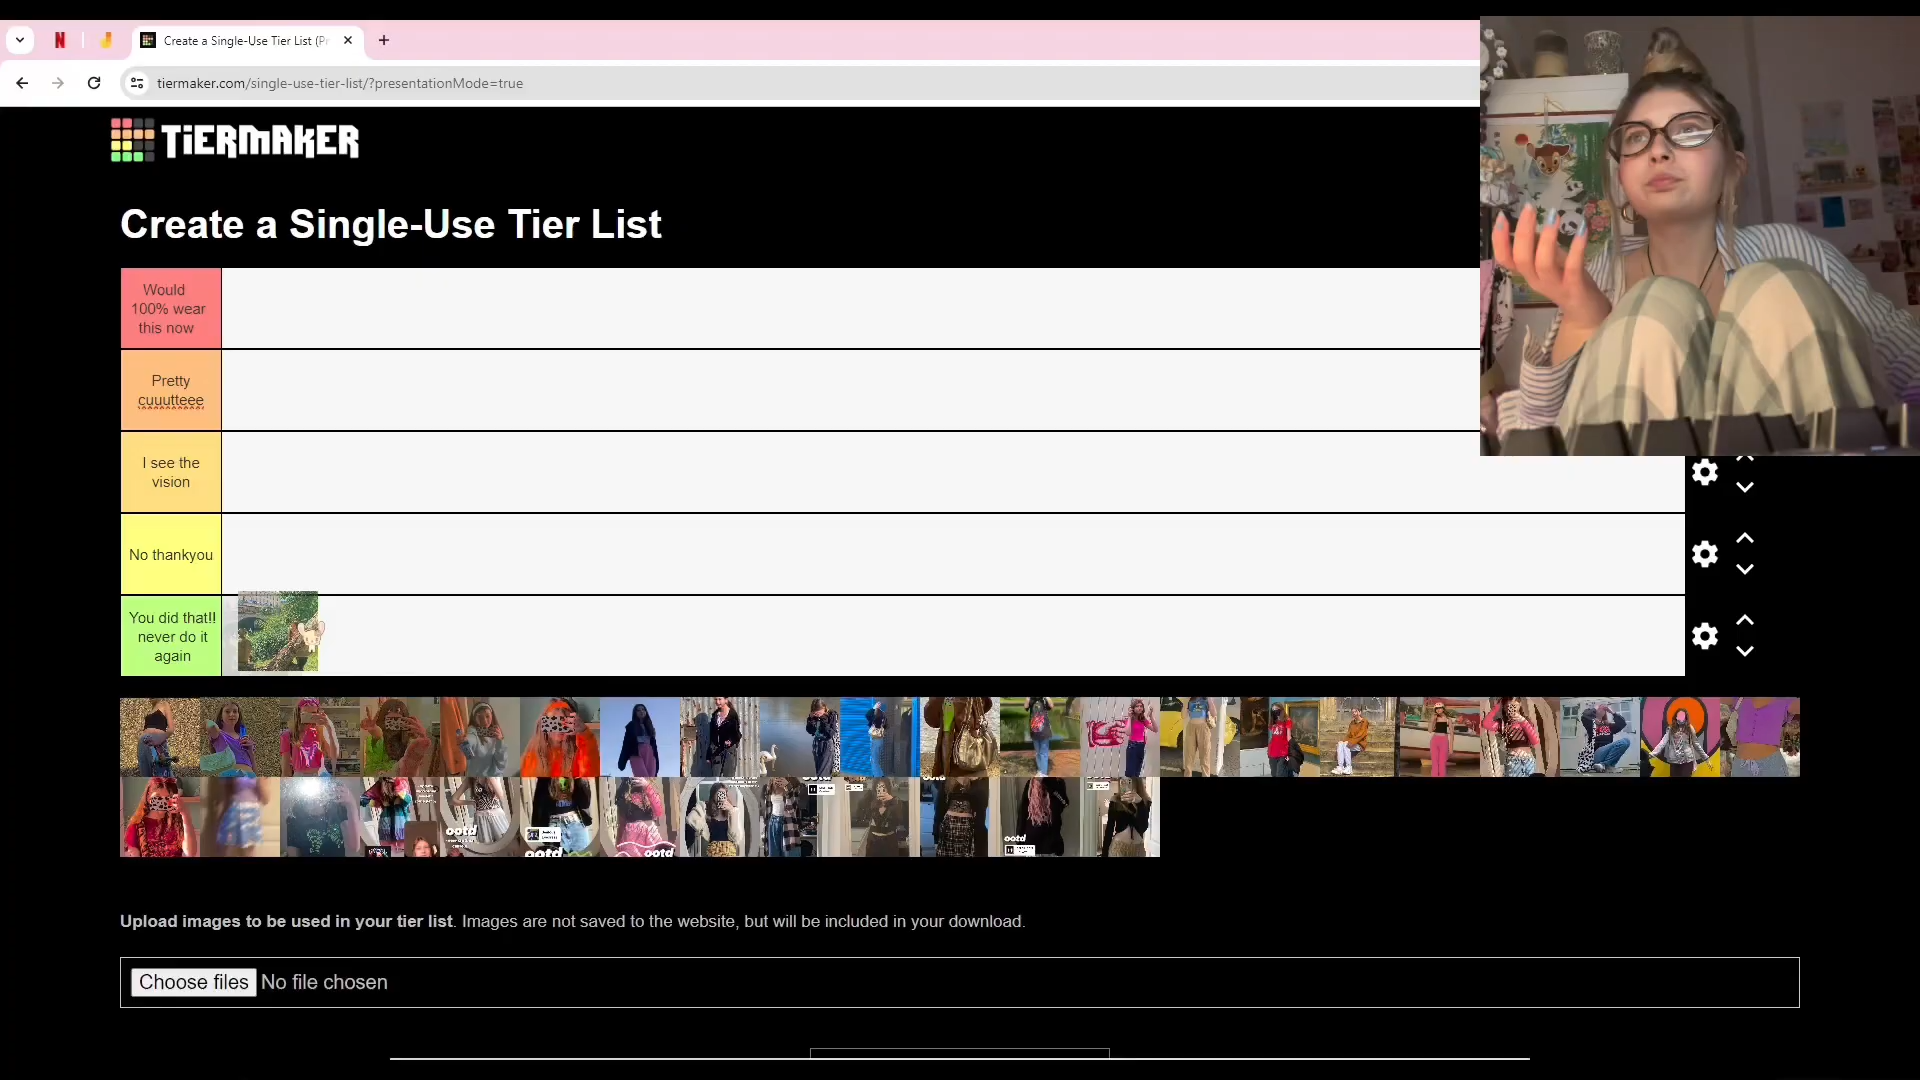 Create a Single-Use Tier List (Pr
tiermaker.com/single-use-tier-list/?presentationMode=true
TiERMAKER
Create a Single-Use Tier List
Would
100% wear
this now
Pretty
cuuutteee
I see the
vision
No thankyou
You did that!!
never do it
again
ootd
ootd
ootd
ootd
Upload images to be used in your tier list. Images are not saved to the website, but will be included in your download.
Choose files No file chosen